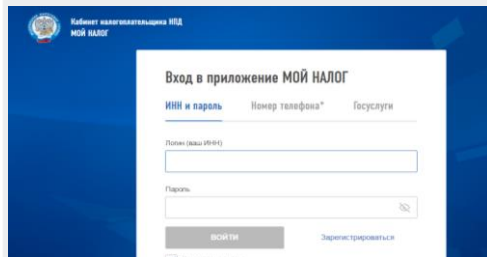 Кабинет налогоплательщика НПД
МОЙ НАЛОГ
Вход в приложение МОЙ НАЛОГ
ИНН и пароль Номер телефона* Госуслуги
Логин (ваш ИНН)
Пароль
ВОЙТИ Зарегистрироваться